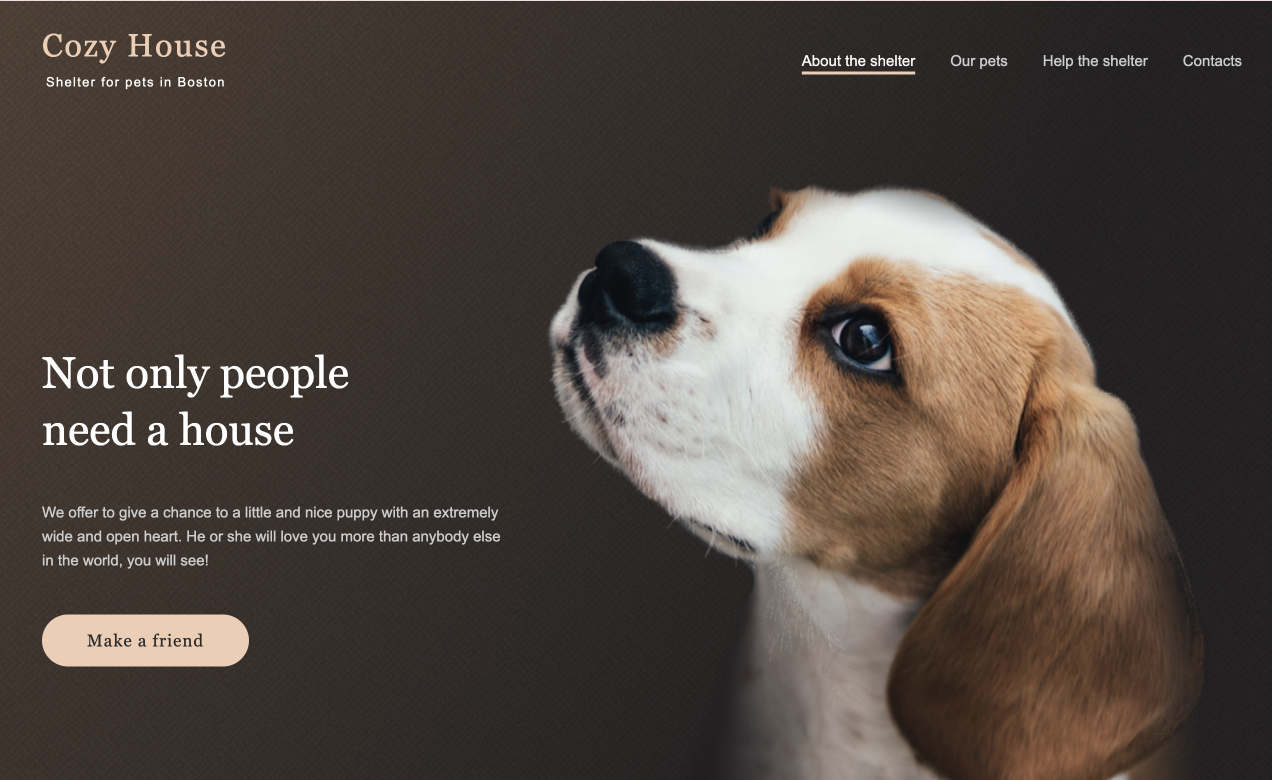 Cozy House
Shelter for pets in Boston
About the shelter
Our pets
Help the shelter
Contacts
Not only people
need a house
We offer to give a chance to a little and nice puppy with an extremely
wide and open heart. He or she will love you more than anybody else
in the world, you will see!
Make a friend